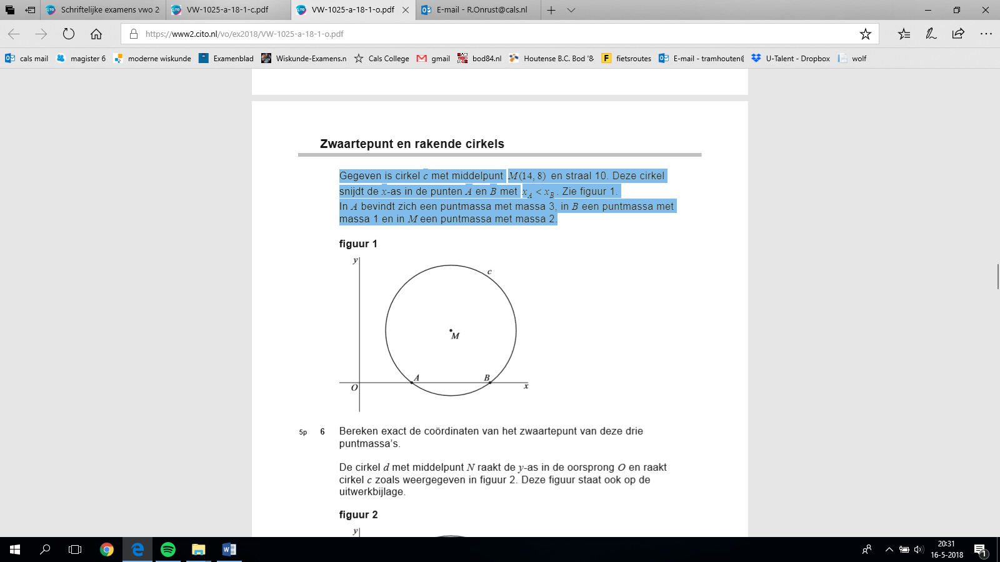 Schriftelijke examens vwo 2
VW-1025-a-18-1-c.pdf
VW-1025-a-18-1-o.pdf
E-mail - R.Onrust@cals.nl
https://www2.cito.nl/vo/ex2018/VW-1025-a-18-1-o.pdf
cals mail magister 6 moderne wiskunde Examenblad Wiskunde-Examens.n Cals College gmail bod84.nl Houtense B.C. Bod '8 fietsroutes E-mail - tramhouten@ U-Talent - Dropbox wolf
Zwaartepunt en rakende cirkels
Gegeven is cirkel c met middelpunt M(14, 8) en straal 10. Deze cirkel
snijdt de x-as in de punten A en B met x_A < x_B. Zie figuur 1.
In A bevindt zich een puntmassa met massa 3, in B een puntmassa met
massa 1 en in M een puntmassa met massa 2.
figuur 1
y
c
M
A
B
O
x
5p 6 Bereken exact de coördinaten van het zwaartepunt van deze drie
puntmassa's.
De cirkel d met middelpunt N raakt de y-as in de oorsprong O en raakt
cirkel c zoals weergegeven in figuur 2. Deze figuur staat ook op de
uitwerkbijlage.
figuur 2
y
20:31
16-5-2018
1